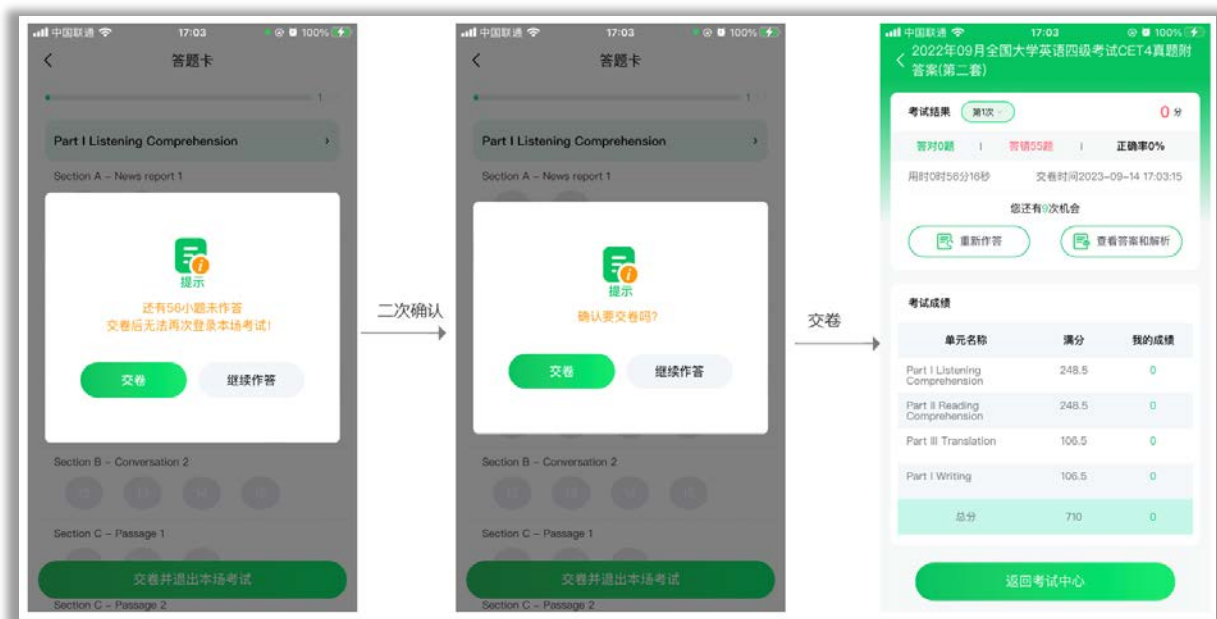 中国联通 17:03 100%
答题卡
1
Part I Listening Comprehension
Section A – News report 1
提示
还有56小题未作答
交卷后无法再次登录本场考试!
交卷 继续作答
Section B – Conversation 2
12 13 14 15
Section C – Passage 1
交卷并退出本场考试
Section C – Passage 2
二次确认
中国联通 17:03 100%
答题卡
1
Part I Listening Comprehension
Section A – News report 1
提示
确认要交卷吗?
交卷 继续作答
Section B – Conversation 2
12 13 14 15
Section C – Passage 1
交卷并退出本场考试
Section C – Passage 2
交卷
中国联通 17:03 100%
2022年09月全国大学英语四级考试CET4真题附
答案(第二套)
考试结果 第1次 0 分
答对0题 | 答错55题 | 正确率0%
用时0时56分16秒 交卷时间2023-09-14 17:03:15
您还有9次机会
重新作答 查看答案和解析
考试成绩
单元名称 满分 我的成绩
Part I Listening 248.5 0
Comprehension
Part II Reading 248.5 0
Comprehension
Part III Translation 106.5 0
Part I Writing 106.5 0
总分 710 0
返回考试中心